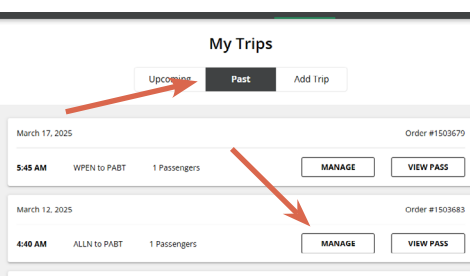 My Trips
Upcoming Past Add Trip
March 17, 2025 Order #1503679
5:45 AM WPEN to PABT 1 Passengers MANAGE VIEW PASS
March 12, 2025 Order #1503683
4:40 AM ALLN to PABT 1 Passengers MANAGE VIEW PASS